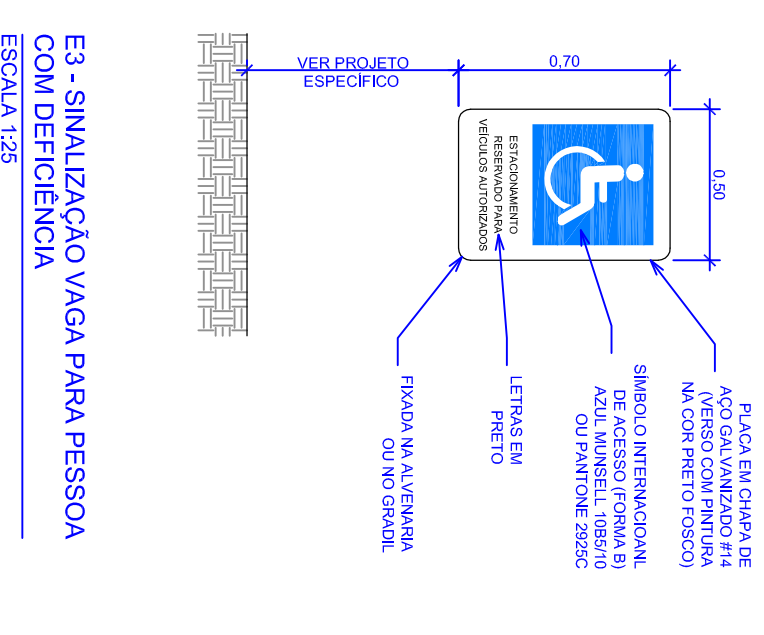 0,50
0,70
VER PROJETO
ESPECÍFICO
ESTACIONAMENTO
RESERVADO PARA
VEÍCULOS AUTORIZADOS
PLACA EM CHAPA DE
AÇO GALVANIZADO #14
(VERSO COM PINTURA
NA COR PRETO FOSCO)
SÍMBOLO INTERNACIOANL
DE ACESSO (FORMA B)
AZUL MUNSELL 10B5/10
OU PANTONE 2925C
LETRAS EM
PRETO
FIXADA NA ALVENARIA
OU NO GRADIL
E3 - SINALIZAÇÃO VAGA PARA PESSOA
COM DEFICIÊNCIA
ESCALA 1:25